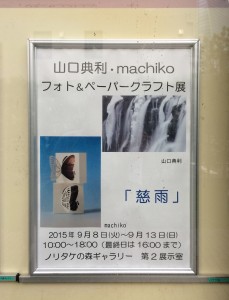 山口典利・machiko
フォト&ペーパークラフト展
山口典利
「慈雨」
machiko
2015年9月8日(火)～9月13日(日)
10:00～18:00（最終日は16:00まで）
ノリタケの森ギャラリー 第2展示室